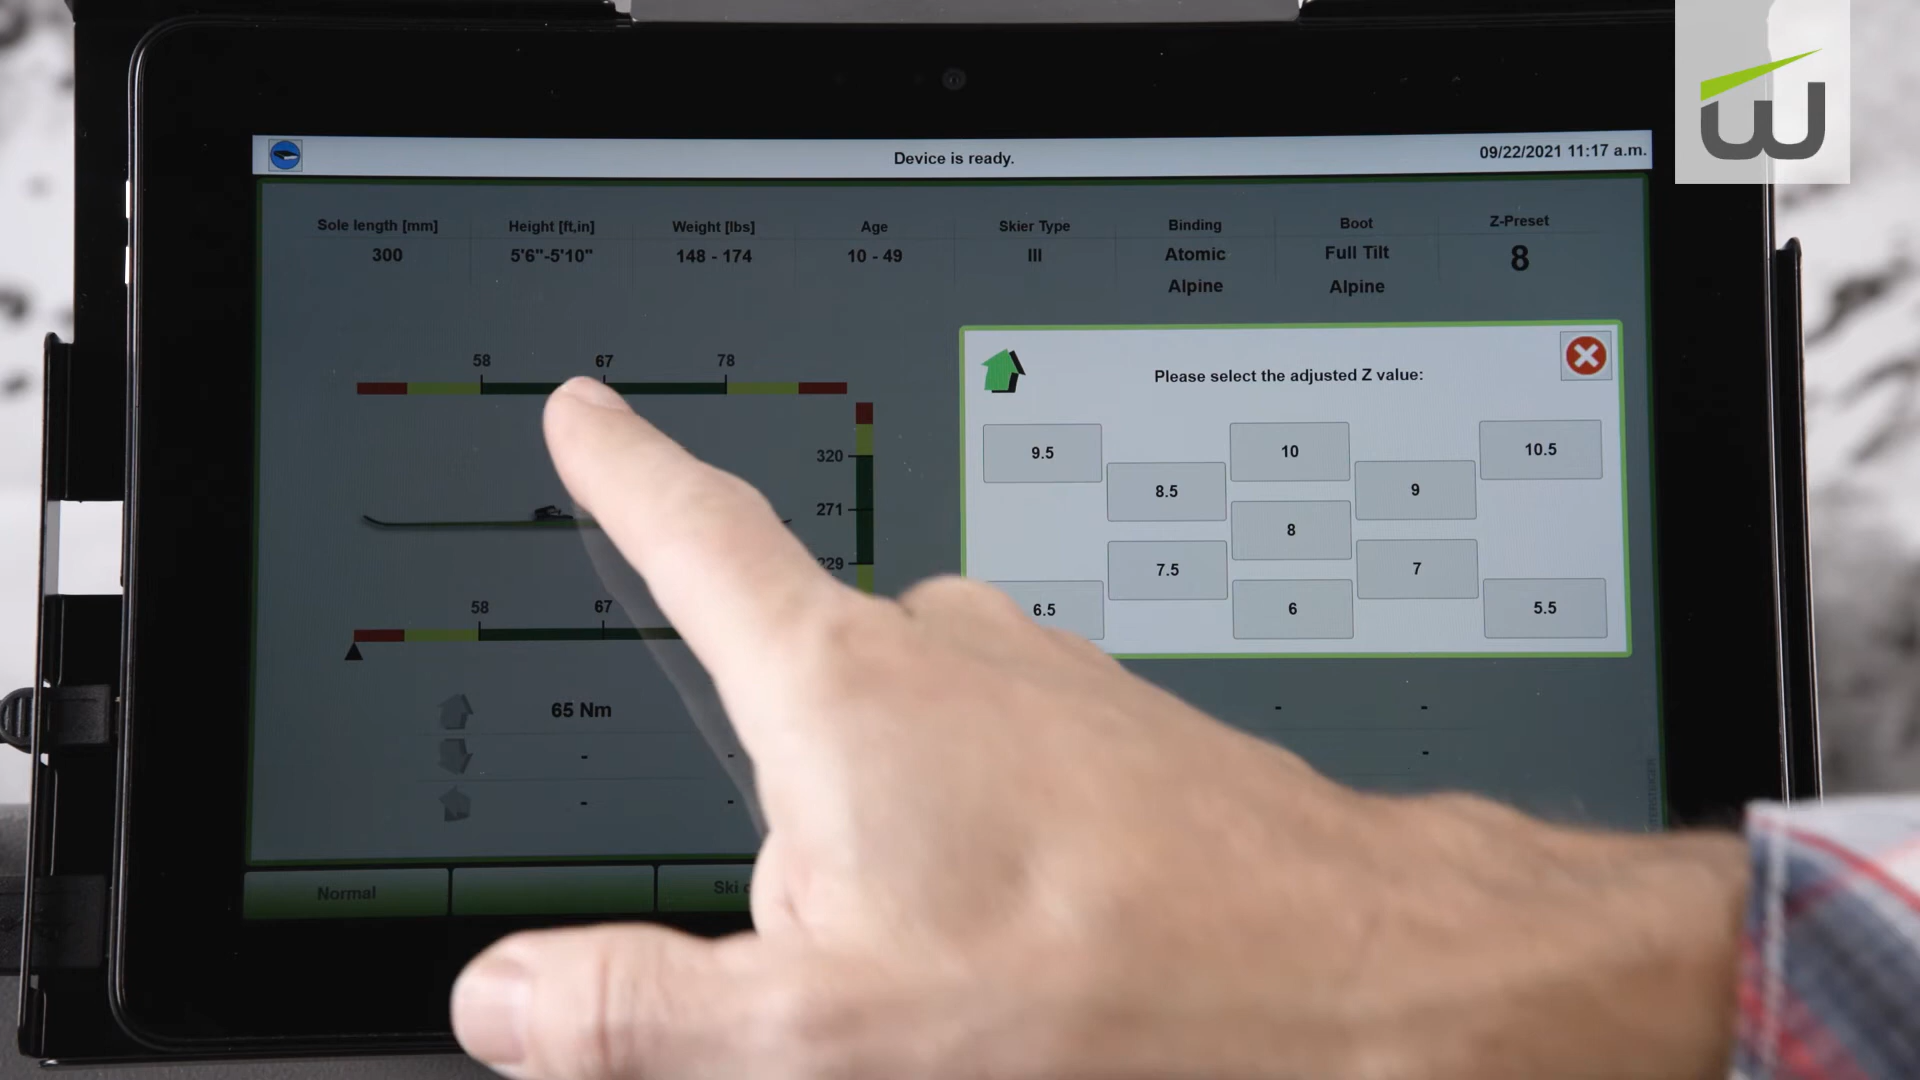 Device is ready.
09/22/2021 11:17 a.m.
Sole length [mm] Height [ft,in] Weight [lbs] Age Skier Type Binding Boot Z-Preset
300 5'6"-5'10" 148 - 174 10 - 49 III Atomic Full Tilt 8
Alpine Alpine
58 67 78
320
271
229
58 67
Please select the adjusted Z value:
9.5 10 10.5
8.5 9
8
7.5 7
6.5 6 5.5
65 Nm - -
- - -
- -
Normal Ski